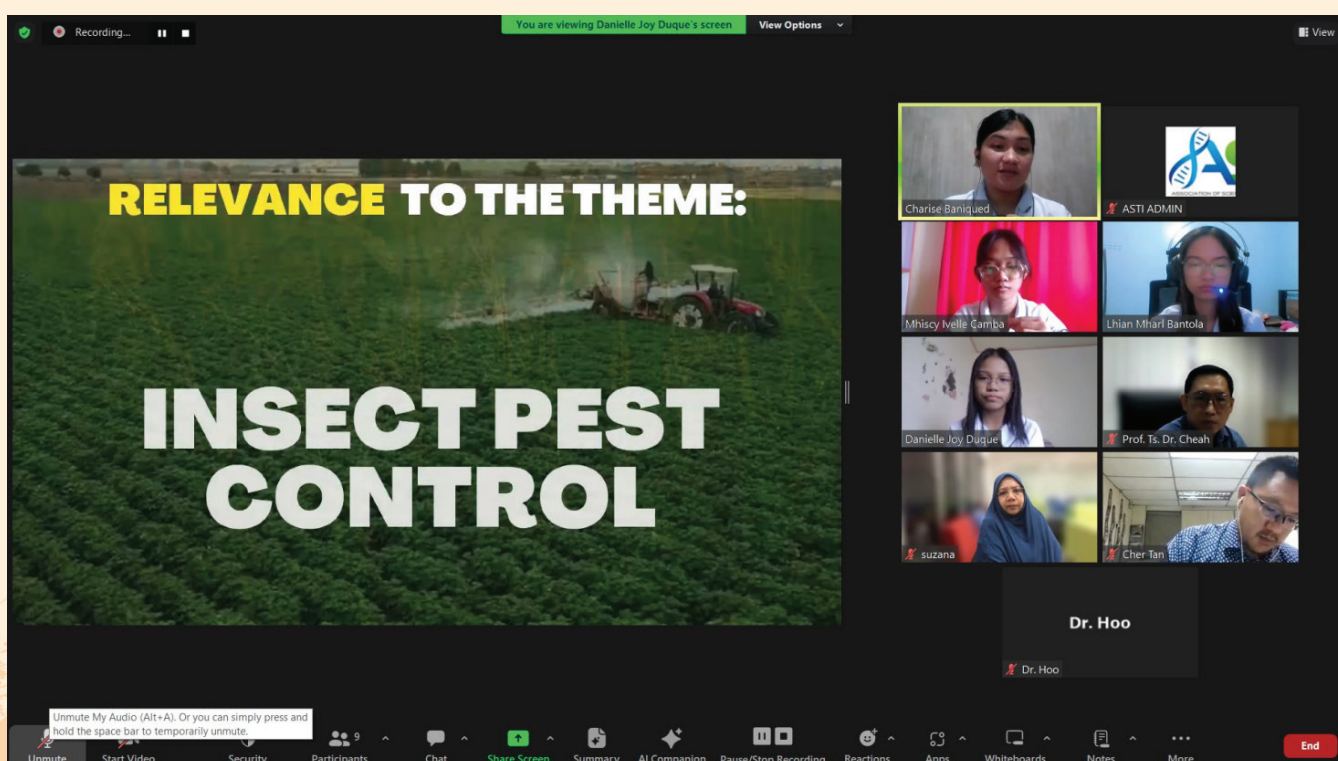 Recording...
You are viewing Danielle Joy Duque's screen
View Options
View
RELEVANCE TO THE THEME:
INSECT PEST
CONTROL
Charise Baniqued
ASSOCIATION OF
ASTI ADMIN
Mhiscy Ivelle Camba
Lhian Mharl Bantola
Danielle Joy Duque
Prof. Ts. Dr. Cheah
suzana
Cher Tan
Dr. Hoo
Dr. Hoo
Unmute My Audio (Alt+A). Or you can simply press and
hold the space bar to temporarily unmute.
9
Unmute
Start Video
Security
Participants
Chat
Share Screen
Summary
AI Companion
Pause/Stop Recording
Reactions
Apps
Whiteboards
Notes
More
End